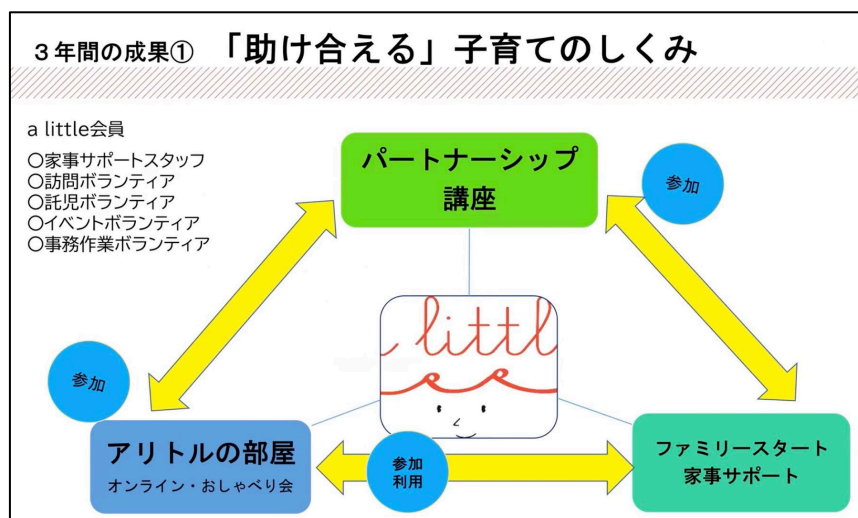 3年間の成果① 「助け合える」子育てのしくみ
a little会員
○家事サポートスタッフ
○訪問ボランティア
○託児ボランティア
○イベントボランティア
○事務作業ボランティア
パートナーシップ
講座
参加
a littl
参加
アリトルの部屋
オンライン・おしゃべり会
参加
利用
ファミリースタート
家事サポート